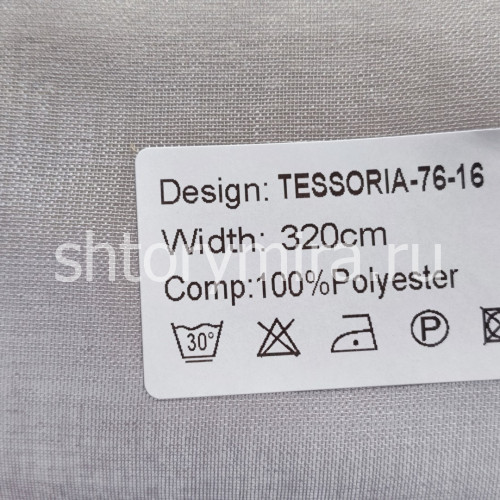 Design: TESSORIA-76-16
Width: 320cm
shtorymira.ru
Comp:100%Polyester
30°
P